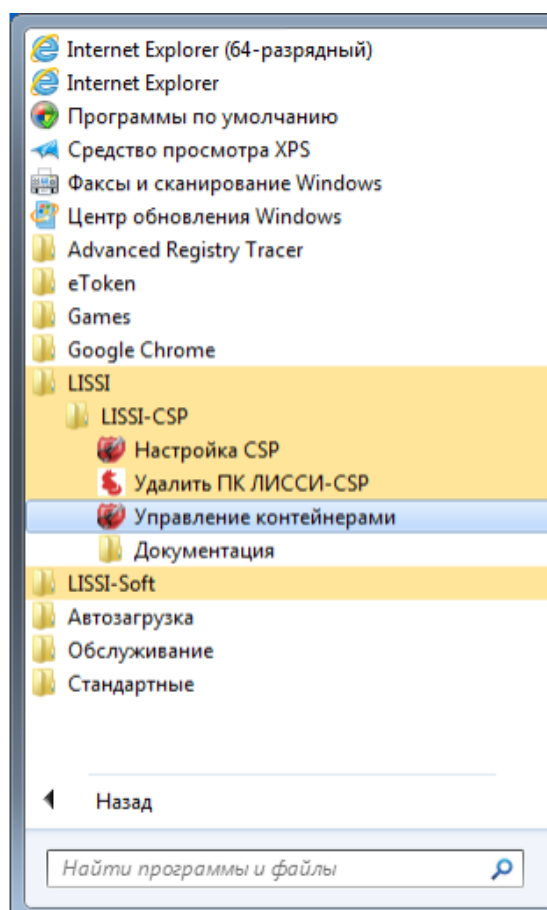 Internet Explorer (64-разрядный)
Internet Explorer
Программы по умолчанию
Средство просмотра XPS
Факсы и сканирование Windows
Центр обновления Windows
Advanced Registry Tracer
eToken
Games
Google Chrome
LISSI
LISSI-CSP
Настройка CSP
Удалить ПК ЛИССИ-CSP
Управление контейнерами
Документация
LISSI-Soft
Автозагрузка
Обслуживание
Стандартные
Назад
Найти программы и файлы